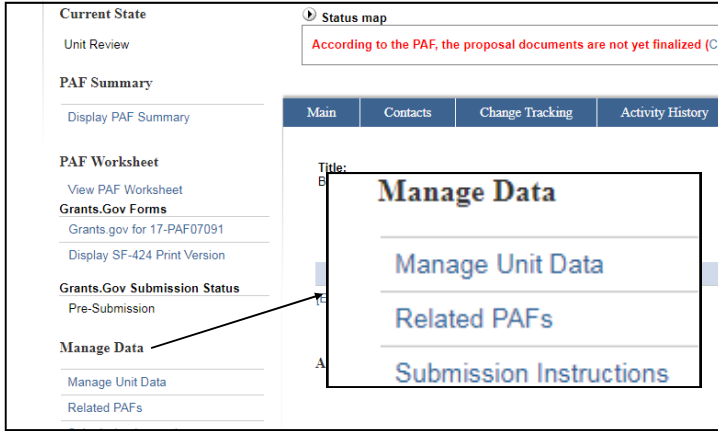 Current State
Unit Review
PAF Summary
Display PAF Summary
PAF Worksheet
View PAF Worksheet
Grants.Gov Forms
Grants.gov for 17-PAF07091
Display SF-424 Print Version
Grants.Gov Submission Status
Pre-Submission
Manage Data
Manage Unit Data
Related PAFs
Status map
According to the PAF, the proposal documents are not yet finalized (C
Main Contacts Change Tracking Activity History
Title:
B
A
Manage Data
Manage Unit Data
Related PAFs
Submission Instructions